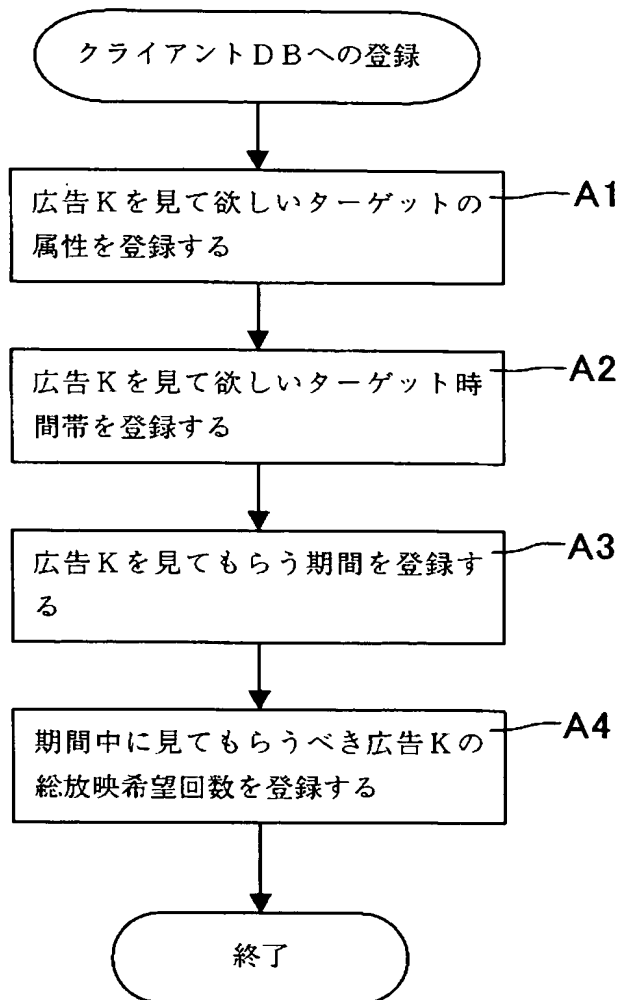 クライアントDBへの登録
広告Kを見て欲しいターゲットの
属性を登録する
A1
広告Kを見て欲しいターゲット時
間帯を登録する
A2
広告Kを見てもらう期間を登録す
る
A3
期間中に見てもらうべき広告Kの
総放映希望回数を登録する
A4
終了